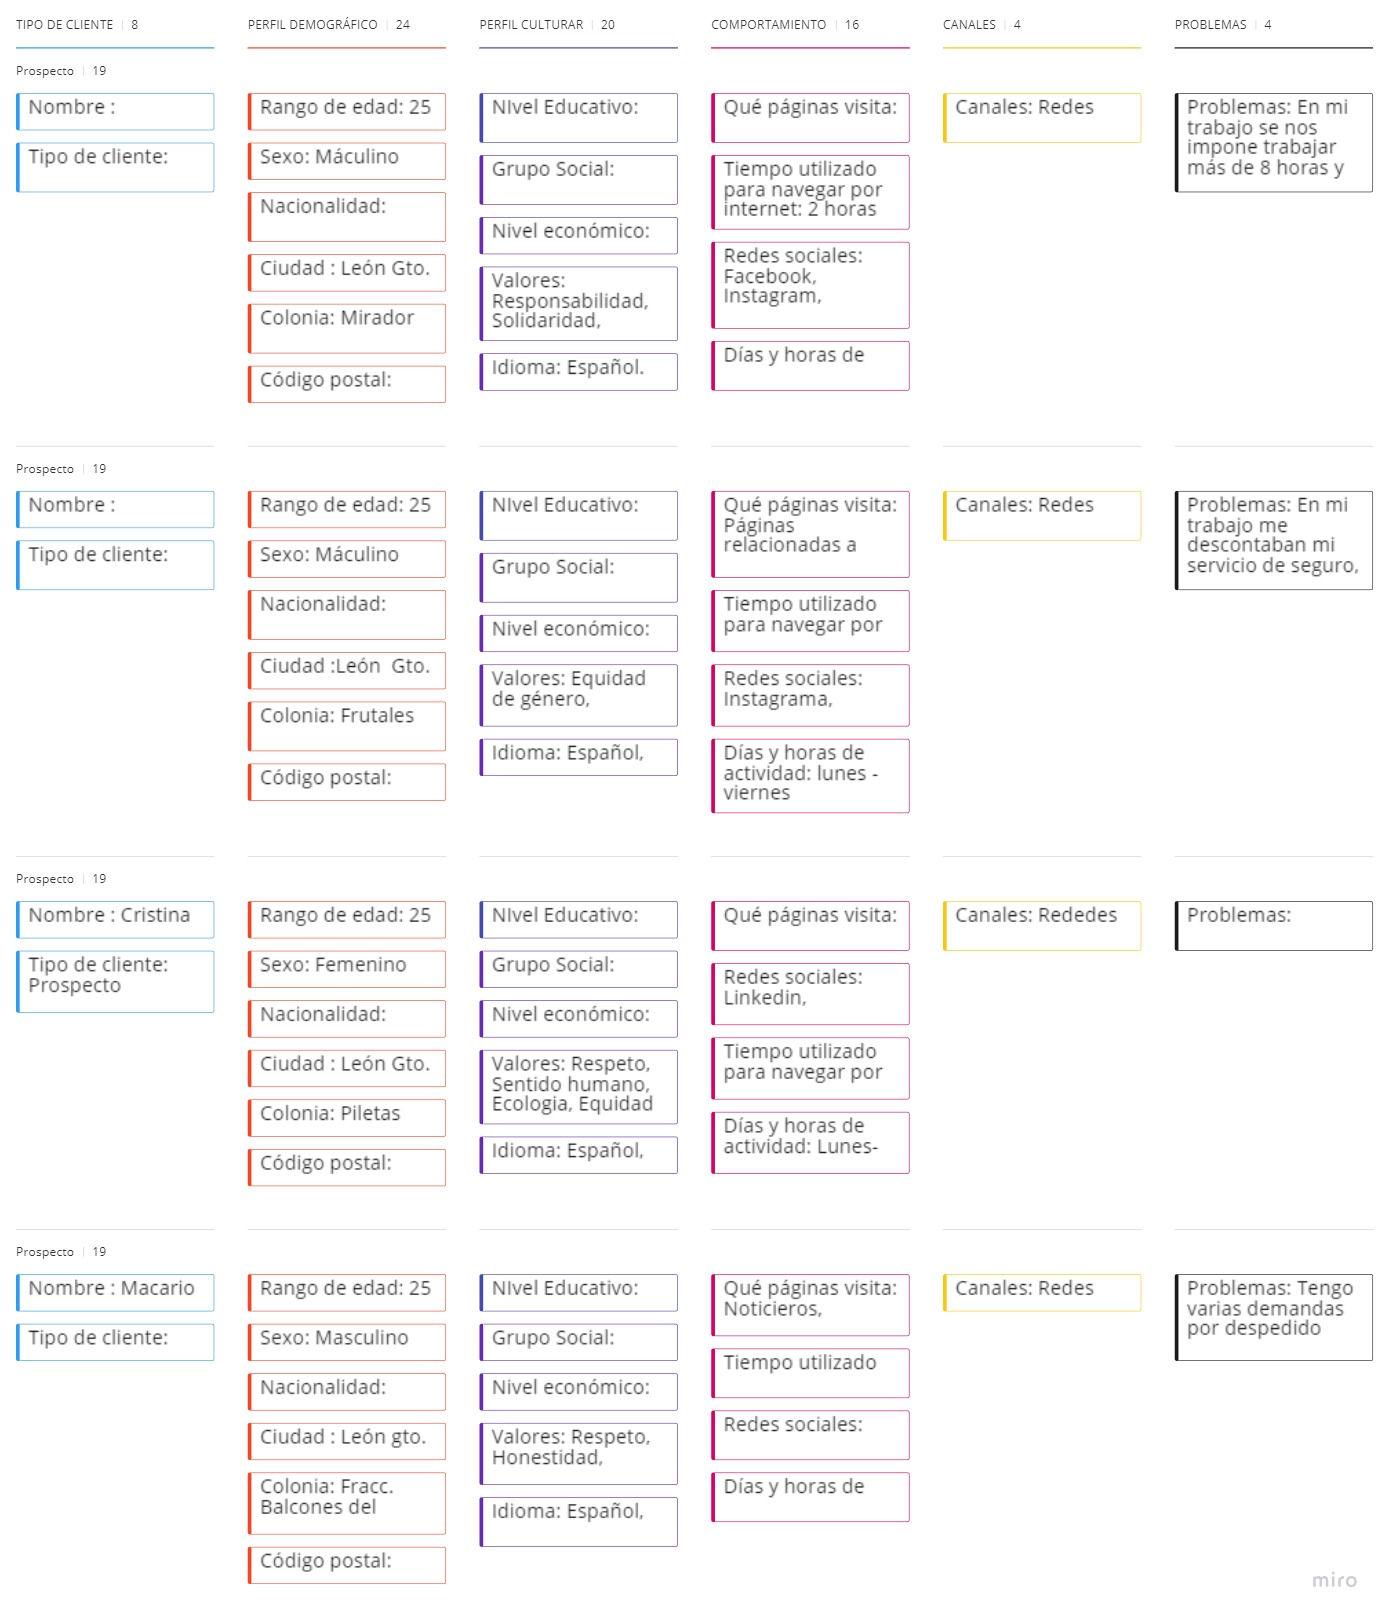 TIPO DE CLIENTE | 8
PERFIL DEMOGRÁFICO | 24
PERFIL CULTURAR | 20
COMPORTAMIENTO | 16
CANALES | 4
PROBLEMAS | 4
Prospecto | 19
Nombre :
Tipo de cliente:
Rango de edad: 25
Sexo: Máculino
Nacionalidad:
Ciudad : León Gto.
Colonia: Mirador
Código postal:
NIvel Educativo:
Grupo Social:
Nivel económico:
Valores:
Responsabilidad,
Solidaridad,
Idioma: Español.
Qué páginas visita:
Tiempo utilizado
para navegar por
internet: 2 horas
Redes sociales:
Facebook,
Instagram,
Días y horas de
Canales: Redes
Problemas: En mi
trabajo se nos
impone trabajar
más de 8 horas y
Prospecto | 19
Nombre :
Tipo de cliente:
Rango de edad: 25
Sexo: Máculino
Nacionalidad:
Ciudad :León  Gto.
Colonia: Frutales
Código postal:
NIvel Educativo:
Grupo Social:
Nivel económico:
Valores: Equidad
de género,
Idioma: Español,
Qué páginas visita:
Páginas
relacionadas a
Tiempo utilizado
para navegar por
Redes sociales:
Instagrama,
Días y horas de
actividad: lunes -
viernes
Canales: Redes
Problemas: En mi
trabajo me
descontaban mi
servicio de seguro,
Prospecto | 19
Nombre : Cristina
Tipo de cliente:
Prospecto
Rango de edad: 25
Sexo: Femenino
Nacionalidad:
Ciudad : León Gto.
Colonia: Piletas
Código postal:
NIvel Educativo:
Grupo Social:
Nivel económico:
Valores: Respeto,
Sentido humano,
Ecologia, Equidad
Idioma: Español,
Qué páginas visita:
Redes sociales:
Linkedin,
Tiempo utilizado
para navegar por
Días y horas de
actividad: Lunes-
Canales: Rededes
Problemas:
Prospecto | 19
Nombre : Macario
Tipo de cliente:
Rango de edad: 25
Sexo: Masculino
Nacionalidad:
Ciudad : León gto.
Colonia: Fracc.
Balcones del
Código postal:
NIvel Educativo:
Grupo Social:
Nivel económico:
Valores: Respeto,
Honestidad,
Idioma: Español,
Qué páginas visita:
Noticieros,
Tiempo utilizado
Redes sociales:
Días y horas de
Canales: Redes
Problemas: Tengo
varias demandas
por despedido
miro